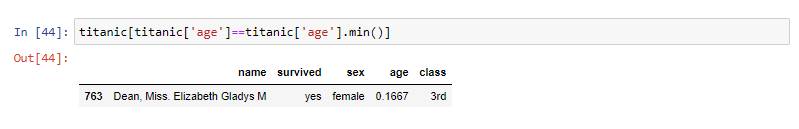 In [44]: titanic[titanic['age']==titanic['age'].min()]
Out[44]:
name survived sex age class
763 Dean, Miss. Elizabeth Gladys M yes female 0.1667 3rd